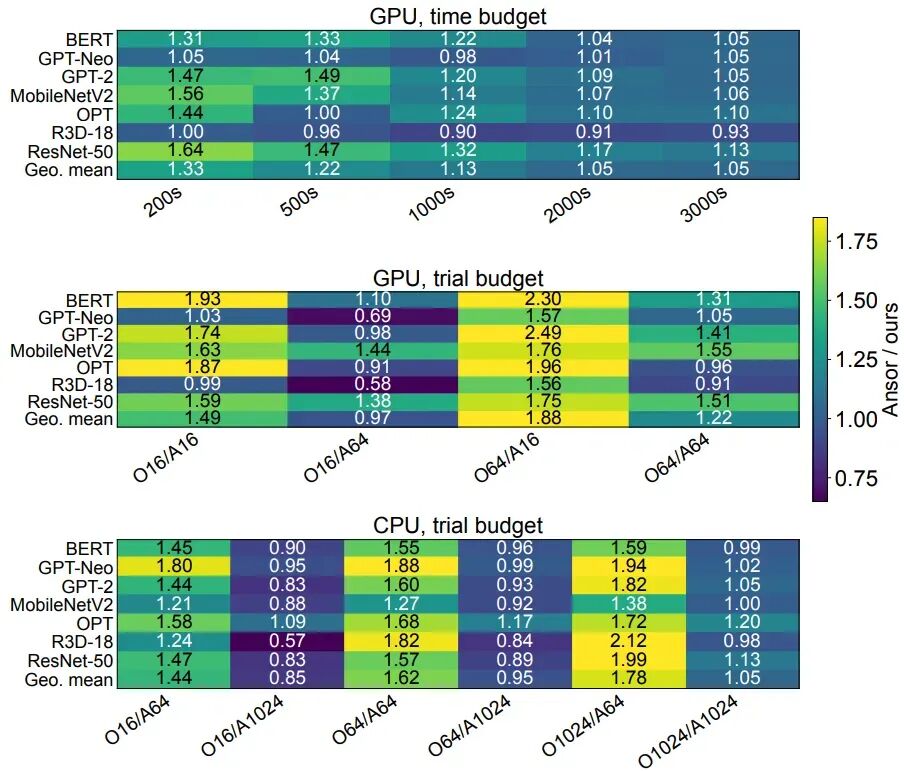 GPU, time budget
BERT 1.31 1.33 1.22 1.04 1.05
GPT-Neo 1.05 1.04 0.98 1.01 1.05
GPT-2 1.47 1.49 1.20 1.09 1.05
MobileNetV2 1.56 1.37 1.14 1.07 1.06
OPT 1.44 1.00 1.24 1.10 1.10
R3D-18 1.00 0.96 0.90 0.91 0.93
ResNet-50 1.64 1.47 1.32 1.17 1.13
Geo. mean 1.33 1.22 1.13 1.05 1.05
200s 500s 1000s 2000s 3000s
GPU, trial budget
BERT 1.93 1.10 2.30 1.31
GPT-Neo 1.03 0.69 1.57 1.05
GPT-2 1.74 0.98 2.49 1.41
MobileNetV2 1.63 1.44 1.76 1.55
OPT 1.87 0.91 1.96 0.96
R3D-18 0.99 0.58 1.56 0.91
ResNet-50 1.59 1.38 1.75 1.51
Geo. mean 1.49 0.97 1.88 1.22
O16/A16 O16/A64 O64/A16 O64/A64
1.75
1.50
1.25
1.00
0.75
Ansor / ours
CPU, trial budget
BERT 1.45 0.90 1.55 0.96 1.59 0.99
GPT-Neo 1.80 0.95 1.88 0.99 1.94 1.02
GPT-2 1.44 0.83 1.60 0.93 1.82 1.05
MobileNetV2 1.21 0.88 1.27 0.92 1.38 1.00
OPT 1.58 1.09 1.68 1.17 1.72 1.20
R3D-18 1.24 0.57 1.82 0.84 2.12 0.98
ResNet-50 1.47 0.83 1.57 0.89 1.99 1.13
Geo. mean 1.44 0.85 1.62 0.95 1.78 1.05
O16/A64 O16/A1024 O64/A64 O64/A1024 O1024/A64 O1024/A1024